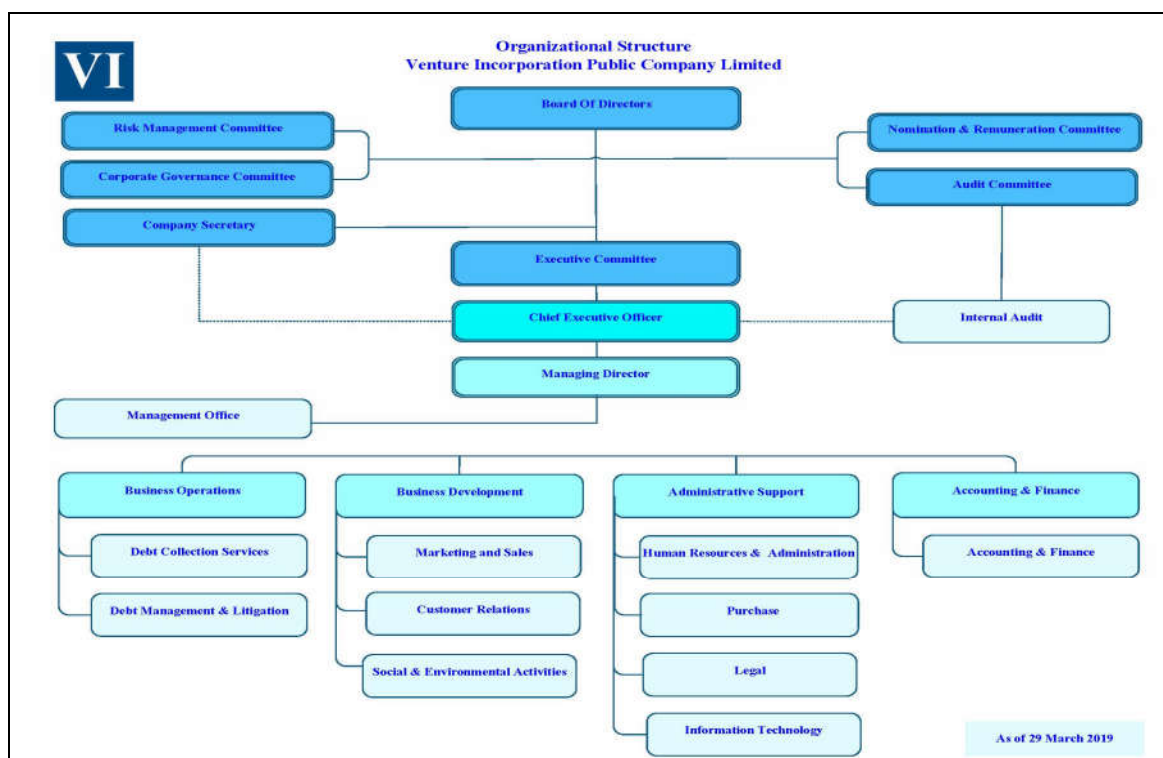 VI
Organizational Structure
Venture Incorporation Public Company Limited
Board Of Directors
Risk Management Committee
Nomination & Remuneration Committee
Corporate Governance Committee
Audit Committee
Company Secretary
Executive Committee
Chief Executive Officer
Internal Audit
Managing Director
Management Office
Business Operations
Business Development
Administrative Support
Accounting & Finance
Debt Collection Services
Marketing and Sales
Human Resources & Administration
Accounting & Finance
Debt Management & Litigation
Customer Relations
Purchase
Social & Environmental Activities
Legal
Information Technology
As of 29 March 2019